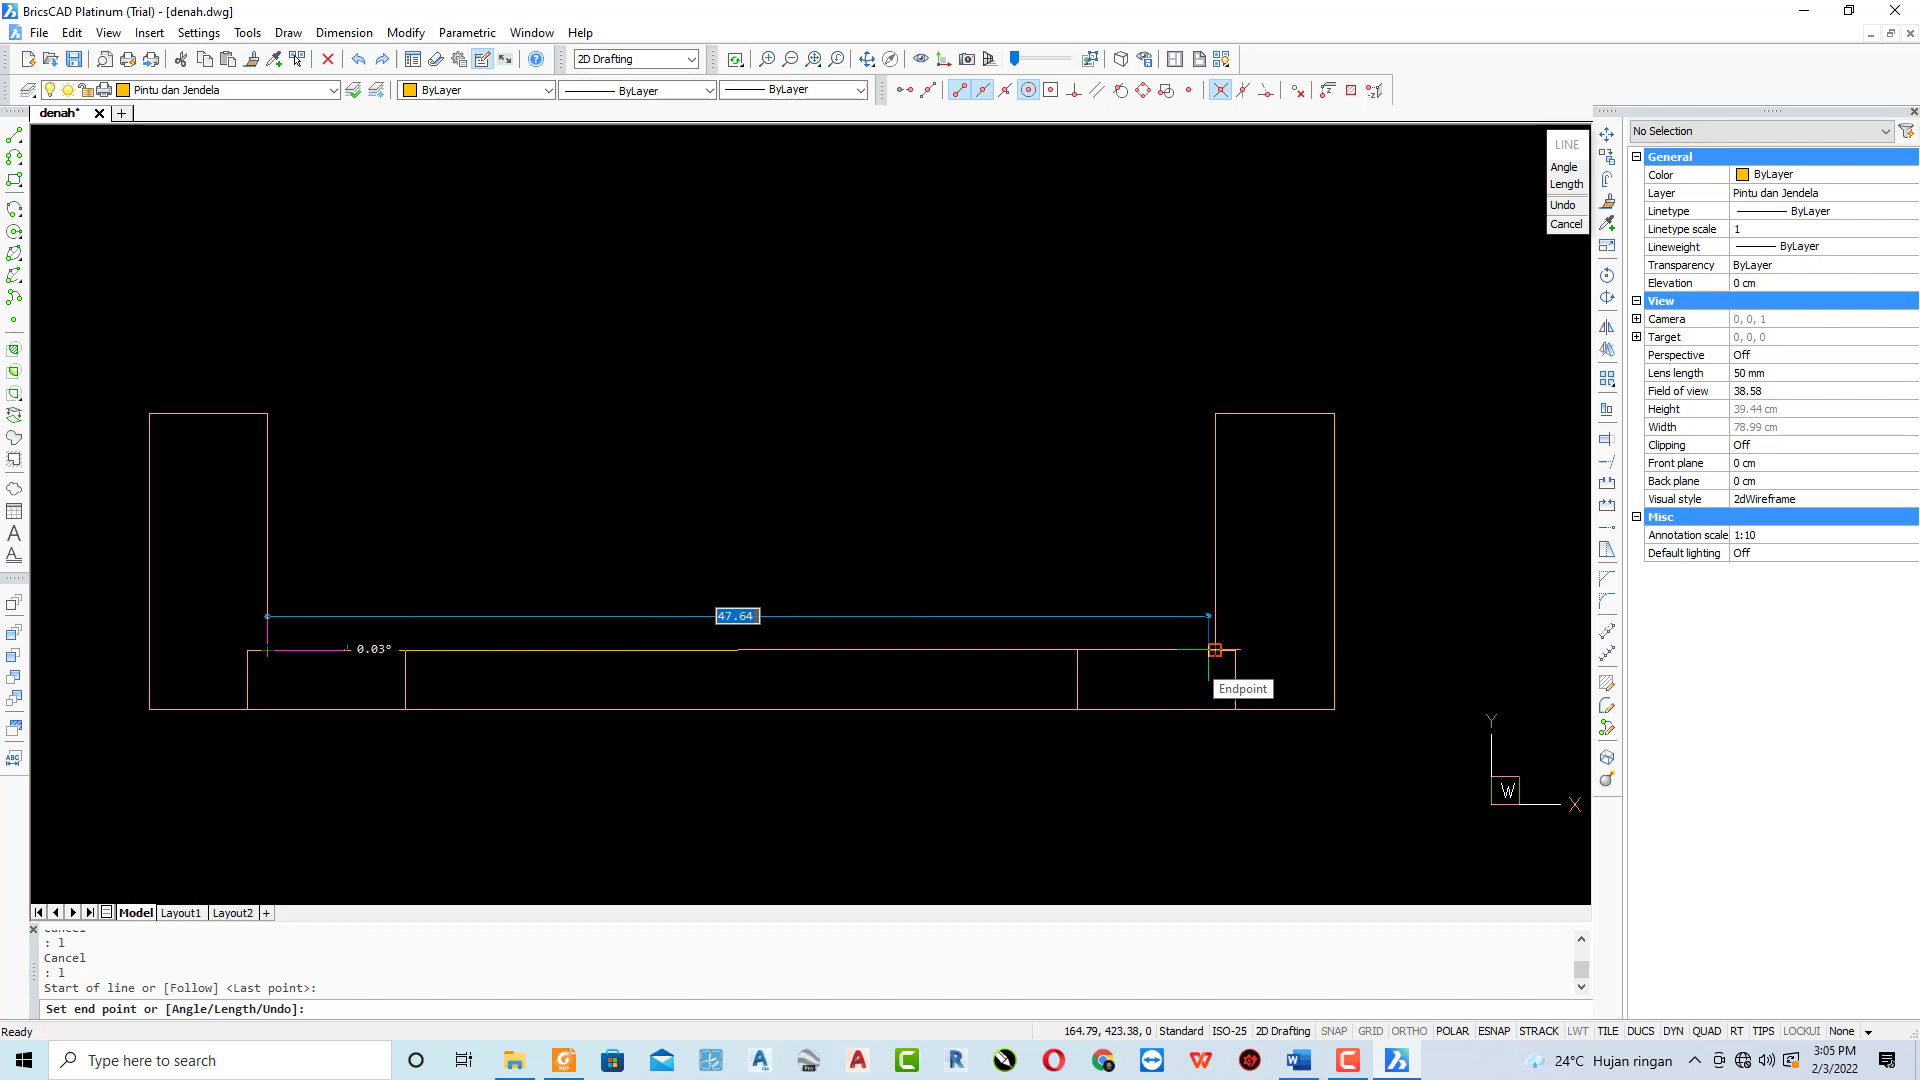 BricsCAD Platinum (Trial) - [denah.dwg]
File Edit View Insert Settings Tools Draw Dimension Modify Parametric Window Help
2D Drafting
Pintu dan Jendela ByLayer ByLayer ByLayer
denah*
No Selection
LINE
Angle
Length
Undo
Cancel
General
Color ByLayer
Layer Pintu dan Jendela
Linetype ByLayer
Linetype scale 1
Lineweight ByLayer
Transparency ByLayer
Elevation 0 cm
View
Camera 0, 0, 1
Target 0, 0, 0
Perspective Off
Lens length 50 mm
Field of view 38.58
Height 39.44 cm
Width 78.99 cm
Clipping Off
Front plane 0 cm
Back plane 0 cm
Visual style 2dWireframe
Misc
Annotation scale 1:10
Default lighting Off
47.64
0.03°
Endpoint
Y
W
X
Model Layout1 Layout2
Cancel
: l
Cancel
: l
Start of line or [Follow] <Last point>:
Set end point or [Angle/Length/Undo]:
Ready
164.79, 423.38, 0 Standard ISO-25 2D Drafting SNAP GRID ORTHO POLAR ESNAP STRACK LWT TILE DUCS DYN QUAD RT TIPS LOCKUI None
Type here to search
24°C Hujan ringan
3:05 PM
2/3/2022